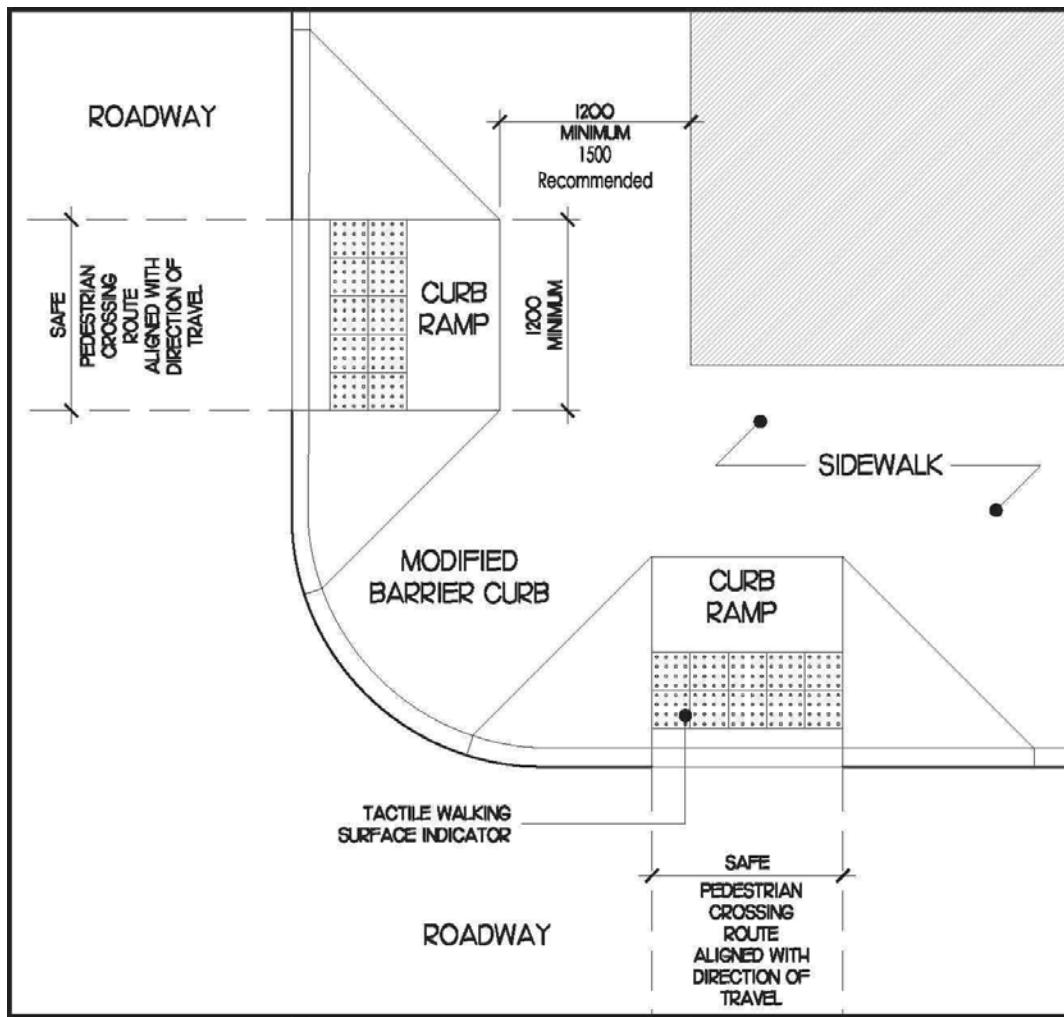 ROADWAY
1200
MINIMUM
1500
Recommended
SAFE
PEDESTRIAN
CROSSING
ROUTE
ALIGNED WITH
DIRECTION OF
TRAVEL
CURB
RAMP
1200
MINIMUM
SIDEWALK
MODIFIED
BARRIER CURB
CURB
RAMP
TACTILE WALKING
SURFACE INDICATOR
SAFE
PEDESTRIAN
CROSSING
ROUTE
ALIGNED WITH
DIRECTION OF
TRAVEL
ROADWAY